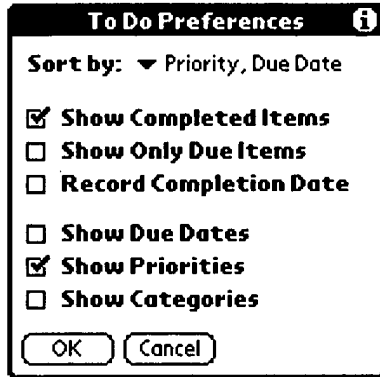 To Do Preferences i
Sort by: Priority, Due Date
Show Completed Items
Show Only Due Items
Record Completion Date
Show Due Dates
Show Priorities
Show Categories
OK Cancel